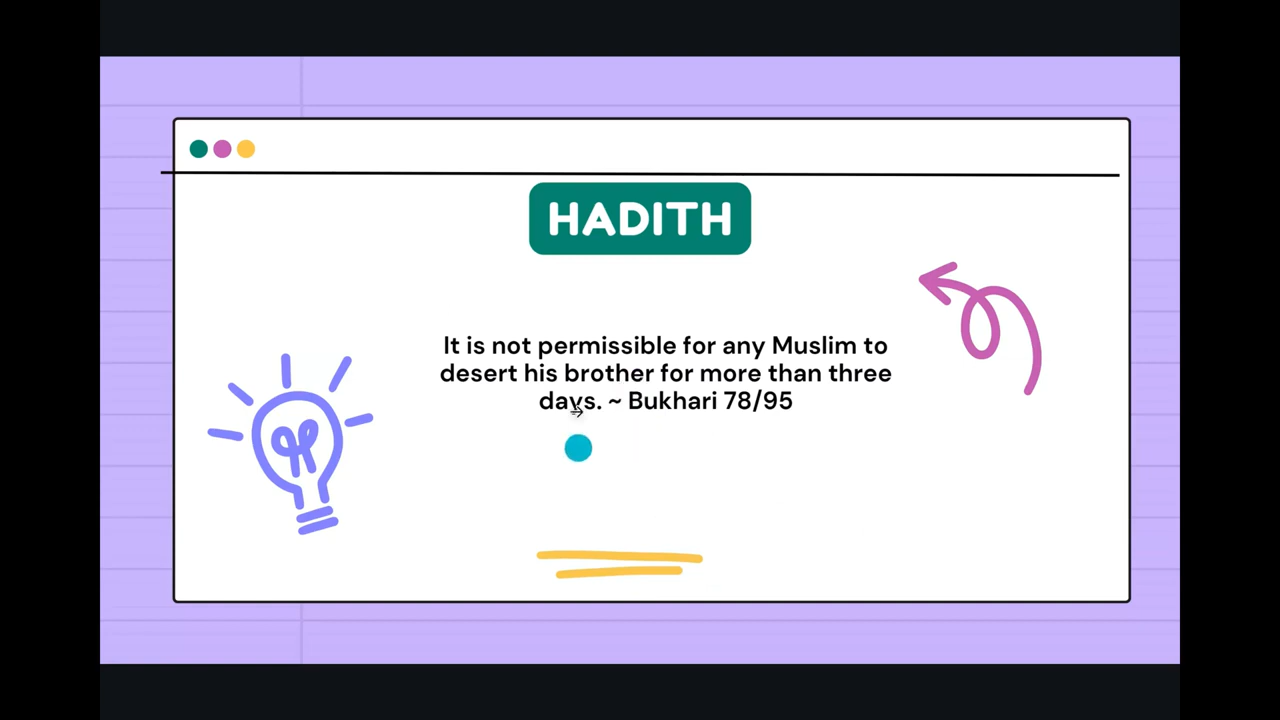 HADITH
It is not permissible for any Muslim to
desert his brother for more than three
days. ~ Bukhari 78/95